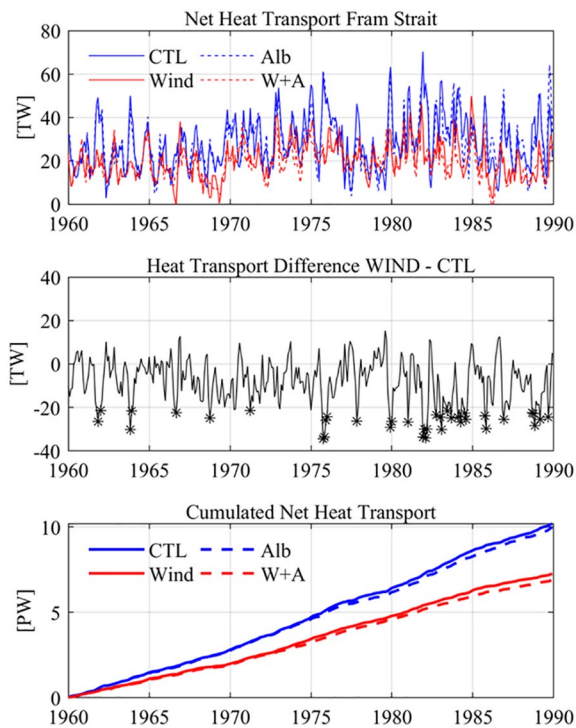 Net Heat Transport Fram Strait
80
60
40
20
0
[TW]
CTL Alb
Wind W+A
1960 1965 1970 1975 1980 1985 1990
Heat Transport Difference WIND - CTL
40
20
0
-20
-40
[TW]
1960 1965 1970 1975 1980 1985 1990
Cumulated Net Heat Transport
10
5
0
[PW]
CTL Alb
Wind W+A
1960 1965 1970 1975 1980 1985 1990